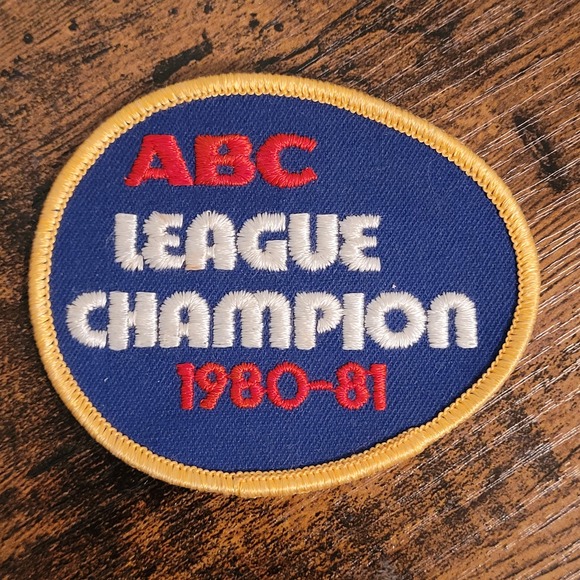 ABC
LEAGUE
CHAMPION
1980-81